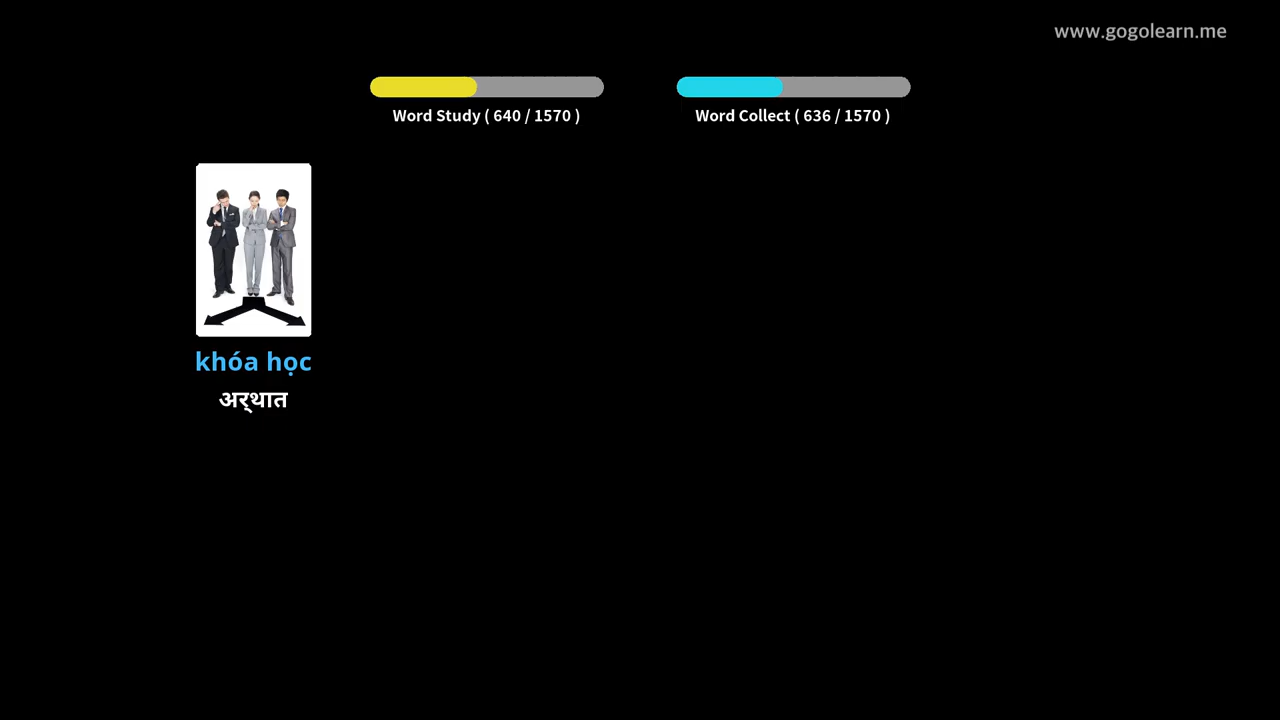 www.gogolearn.me
Word Study ( 640 / 1570 )
Word Collect ( 636 / 1570 )
khóa học
अर्थात